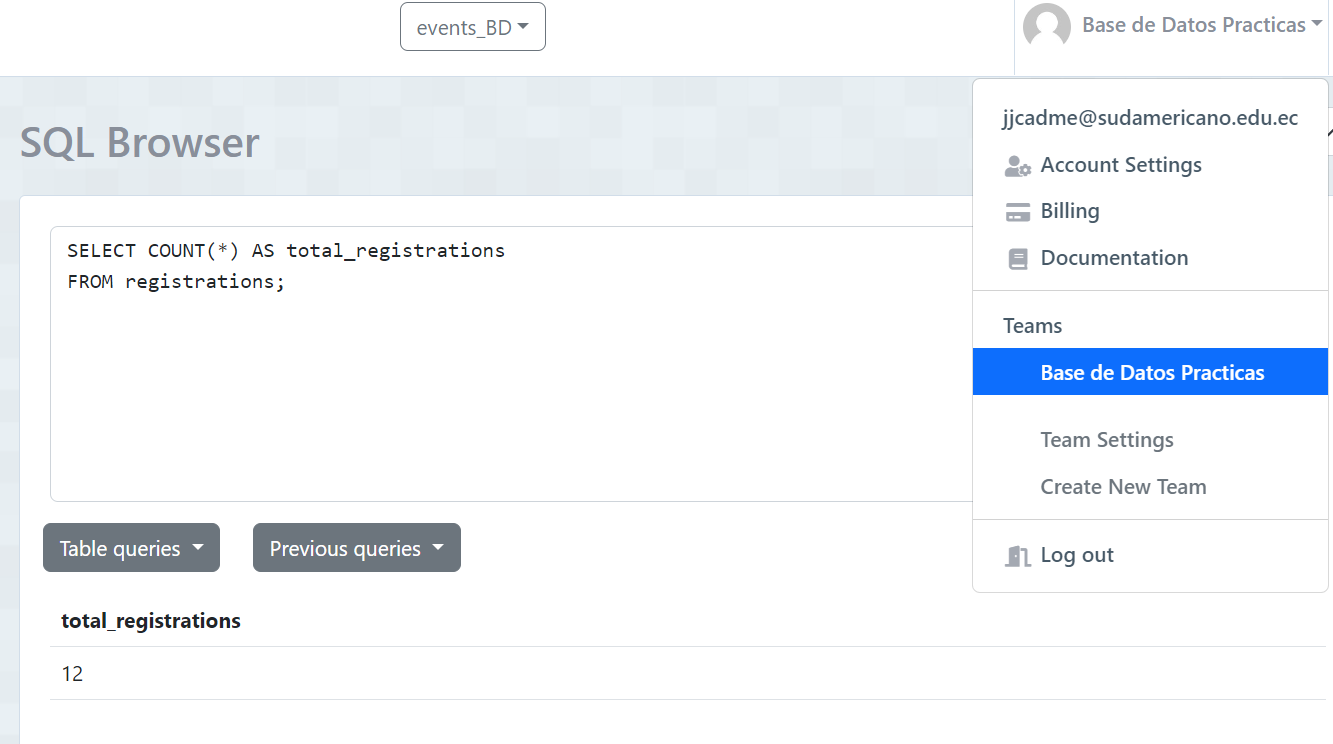 events_BD
Base de Datos Practicas
SQL Browser
jjcadme@sudamericano.edu.ec
Account Settings
Billing
Documentation
Teams
Base de Datos Practicas
Team Settings
Create New Team
Log out
SELECT COUNT(*) AS total_registrations
FROM registrations;
Table queries
Previous queries
total_registrations
12